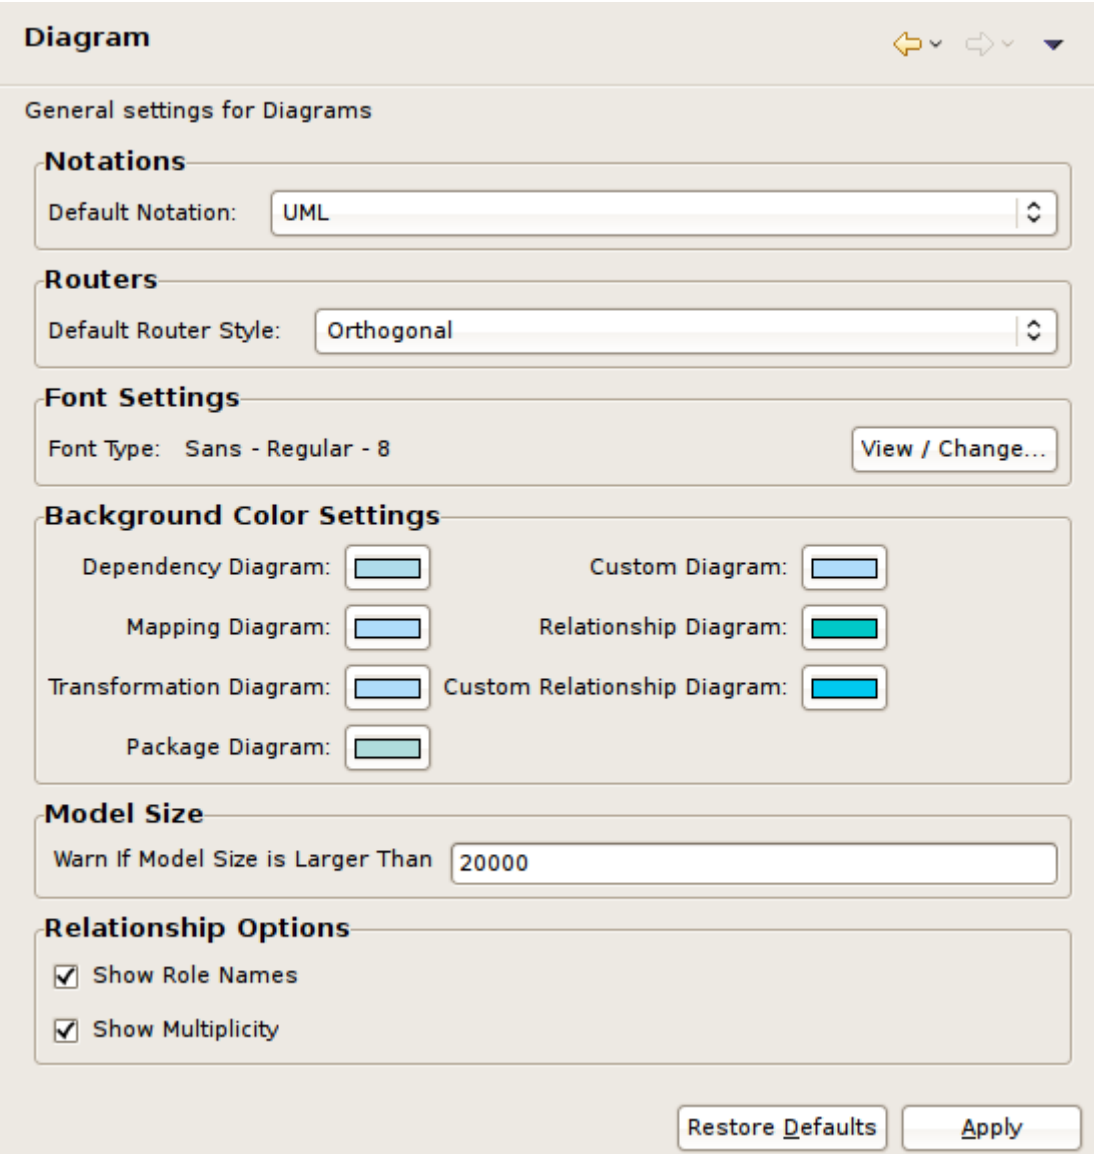 Diagram
General settings for Diagrams
Notations
Default Notation: UML
Routers
Default Router Style: Orthogonal
Font Settings
Font Type: Sans - Regular - 8 View / Change...
Background Color Settings
Dependency Diagram: Custom Diagram:
Mapping Diagram: Relationship Diagram:
Transformation Diagram: Custom Relationship Diagram:
Package Diagram:
Model Size
Warn If Model Size is Larger Than 20000
Relationship Options
Show Role Names
Show Multiplicity
Restore Defaults Apply